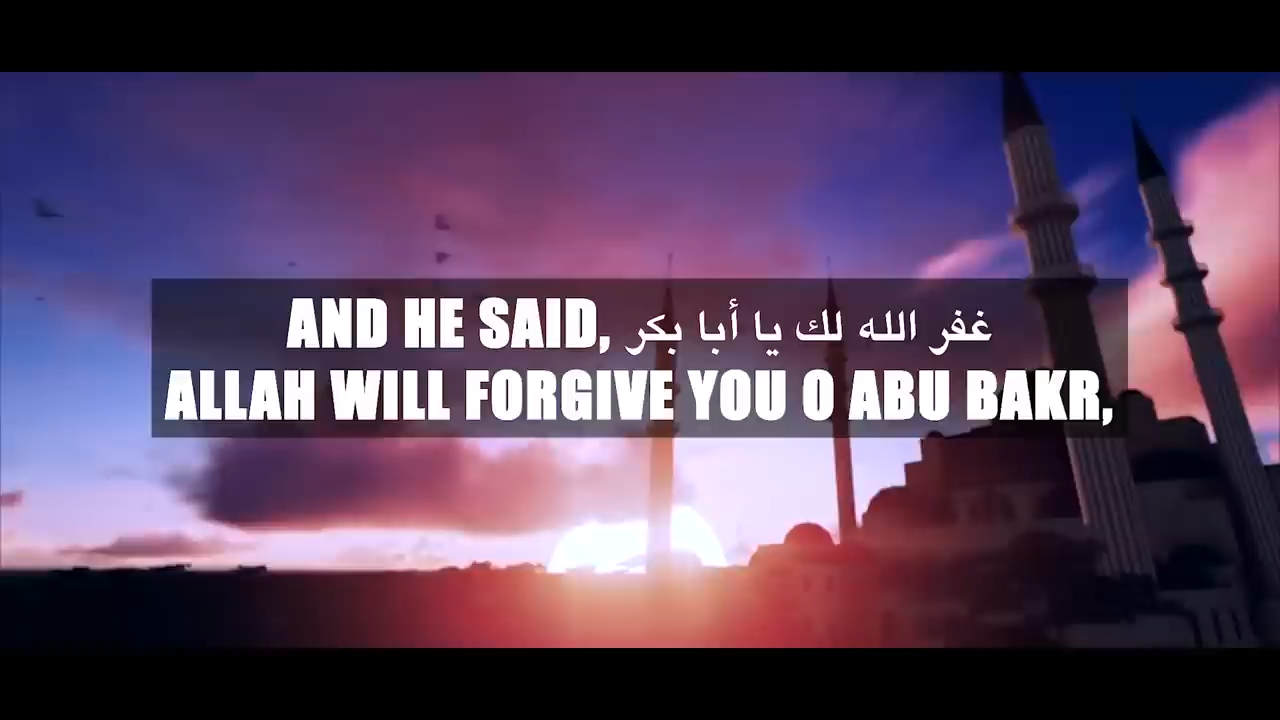 AND HE SAID, غفر الله لك يا أبا بكر
ALLAH WILL FORGIVE YOU O ABU BAKR,